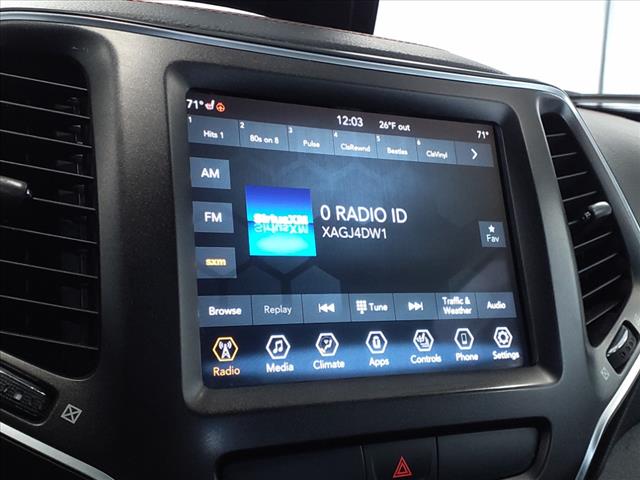 71° 12:03 26°F out 71°
1 Hits 1 2 80s on 8 3 Pulse 4 ClsRewnd 5 Beatles 6 ClsVinyl
AM
FM
sxm
SiriusXM
0 RADIO ID
XAGJ4DW1
Fav
Browse Replay Tune Traffic & Weather Audio
Radio Media Climate Apps Controls Phone Settings